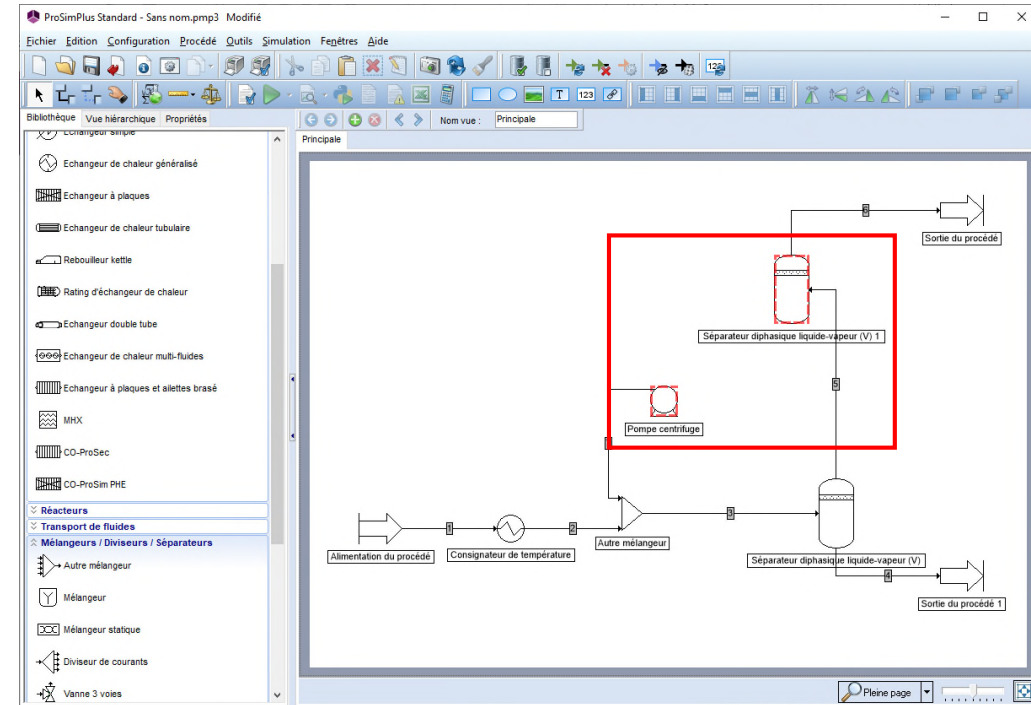 ProSimPlus Standard - Sans nom.pmp3 Modifié
Fichier Edition Configuration Procédé Outils Simulation Fenêtres Aide
Bibliothèque Vue hiérarchique Propriétés
Nom vue : Principale
Principale
Echangeur simple
Echangeur de chaleur généralisé
Echangeur à plaques
Echangeur de chaleur tubulaire
Rebouilleur kettle
Rating d'échangeur de chaleur
Echangeur double tube
Echangeur de chaleur multi-fluides
Echangeur à plaques et ailettes brasé
MHX
CO-ProSec
CO-ProSim PHE
Réacteurs
Transport de fluides
Mélangeurs / Diviseurs / Séparateurs
Autre mélangeur
Mélangeur
Mélangeur statique
Diviseur de courants
Vanne 3 voies
6
Sortie du procédé
Séparateur diphasique liquide-vapeur (V) 1
5
Pompe centrifuge
1
2
3
Alimentation du procédé
Consignateur de température
Autre mélangeur
Séparateur diphasique liquide-vapeur (V)
4
Sortie du procédé 1
Pleine page